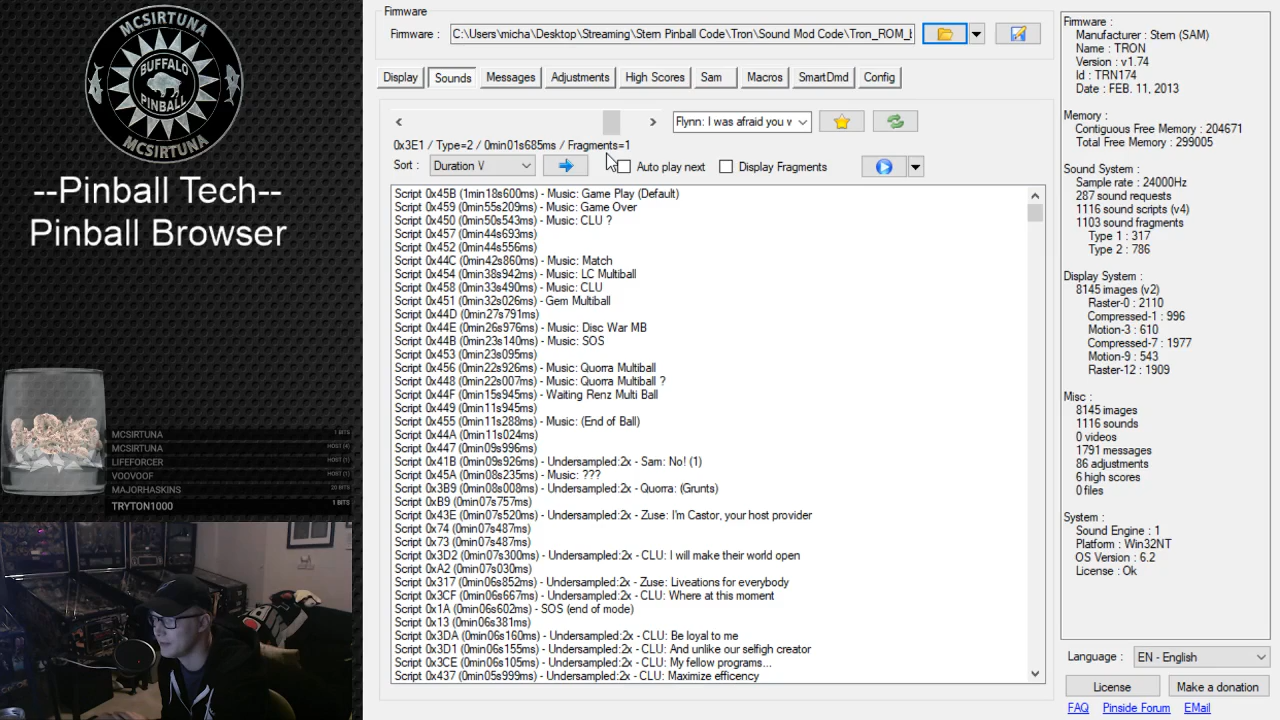 MCSIRTUNA
BUFFALO
PINBALL
MCSIRTUNA
--Pinball Tech--
Pinball Browser
MCSIRTUNA 1 BITS
MCSIRTUNA HOST (4)
LIFEFORCER HOST (1)
VOOVOOF HOST (1)
MAJORHASKINS 20 BITS
TRYTON1000 1 BITS
Firmware
Firmware : C:\Users\micha\Desktop\Streaming\Stern Pinball Code\Tron\Sound Mod Code\Tron_ROM_t
Display Sounds Messages Adjustments High Scores Sam Macros SmartDmd Config
< > Flynn: I was afraid you v
0x3E1 / Type=2 / 0min01s685ms / Fragments=1
Sort : Duration V Auto play next Display Fragments
Script 0x45B (1min18s600ms) - Music: Game Play (Default)
Script 0x459 (0min55s209ms) - Music: Game Over
Script 0x450 (0min50s543ms) - Music: CLU ?
Script 0x457 (0min44s693ms)
Script 0x452 (0min44s556ms)
Script 0x44C (0min42s860ms) - Music: Match
Script 0x454 (0min38s942ms) - Music: LC Multiball
Script 0x458 (0min33s490ms) - Music: CLU
Script 0x451 (0min32s026ms) - Gem Multiball
Script 0x44D (0min27s791ms)
Script 0x44E (0min26s976ms) - Music: Disc War MB
Script 0x44B (0min23s140ms) - Music: SOS
Script 0x453 (0min23s095ms)
Script 0x456 (0min22s926ms) - Music: Quorra Multiball
Script 0x448 (0min22s007ms) - Music: Quorra Multiball ?
Script 0x44F (0min15s945ms) - Waiting Renz Multi Ball
Script 0x449 (0min11s945ms)
Script 0x455 (0min11s288ms) - Music: (End of Ball)
Script 0x44A (0min11s024ms)
Script 0x447 (0min09s996ms)
Script 0x41B (0min09s926ms) - Undersampled:2x - Sam: No! (1)
Script 0x45A (0min08s235ms) - Music: ???
Script 0x3B9 (0min08s008ms) - Undersampled:2x - Quorra: (Grunts)
Script 0xB9 (0min07s757ms)
Script 0x43E (0min07s520ms) - Undersampled:2x - Zuse: I'm Castor, your host provider
Script 0x74 (0min07s487ms)
Script 0x73 (0min07s487ms)
Script 0x3D2 (0min07s300ms) - Undersampled:2x - CLU: I will make their world open
Script 0xA2 (0min07s030ms)
Script 0x317 (0min06s852ms) - Undersampled:2x - Zuse: Liveations for everybody
Script 0x3CF (0min06s667ms) - Undersampled:2x - CLU: Where at this moment
Script 0x1A (0min06s602ms) - SOS (end of mode)
Script 0x13 (0min06s381ms)
Script 0x3DA (0min06s160ms) - Undersampled:2x - CLU: Be loyal to me
Script 0x3D1 (0min06s155ms) - Undersampled:2x - CLU: And unlike our selfigh creator
Script 0x3CE (0min06s105ms) - Undersampled:2x - CLU: My fellow programs...
Script 0x437 (0min05s999ms) - Undersampled:2x - CLU: Maximize efficency
Firmware :
Manufacturer : Stern (SAM)
Name : TRON
Version : v1.74
Id : TRN174
Date : FEB. 11, 2013
Memory :
Contiguous Free Memory : 204671
Total Free Memory : 299005
Sound System :
Sample rate : 24000Hz
287 sound requests
1116 sound scripts (v4)
1103 sound fragments
Type 1 : 317
Type 2 : 786
Display System :
8145 images (v2)
Raster-0 : 2110
Compressed-1 : 996
Motion-3 : 610
Compressed-7 : 1977
Motion-9 : 543
Raster-12 : 1909
Misc :
8145 images
1116 sounds
0 videos
1791 messages
86 adjustments
6 high scores
0 files
System :
Sound Engine : 1
Platform : Win32NT
OS Version : 6.2
License : Ok
Language : EN - English
License Make a donation
FAQ Pinside Forum EMail